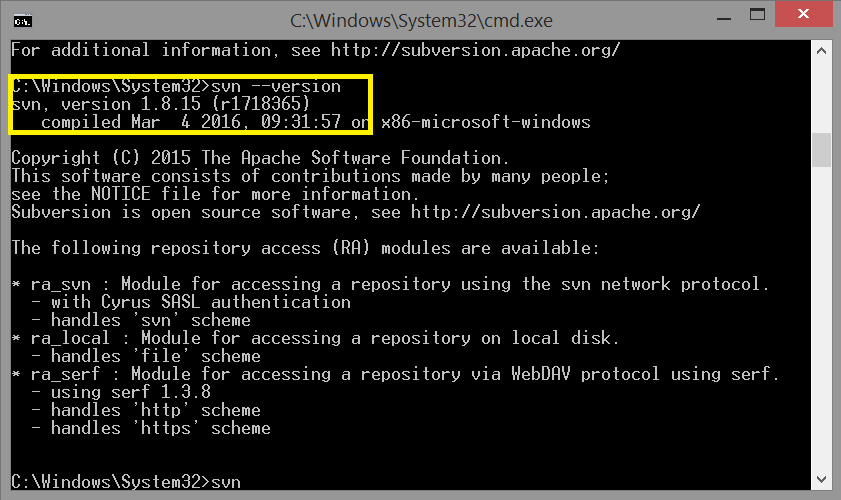 C:\Windows\System32\cmd.exe
For additional information, see http://subversion.apache.org/
C:\Windows\System32>svn --version
svn, version 1.8.15 (r1718365)
   compiled Mar  4 2016, 09:31:57 on x86-microsoft-windows
Copyright (C) 2015 The Apache Software Foundation.
This software consists of contributions made by many people;
see the NOTICE file for more information.
Subversion is open source software, see http://subversion.apache.org/
The following repository access (RA) modules are available:
* ra_svn : Module for accessing a repository using the svn network protocol.
  - with Cyrus SASL authentication
  - handles 'svn' scheme
* ra_local : Module for accessing a repository on local disk.
  - handles 'file' scheme
* ra_serf : Module for accessing a repository via WebDAV protocol using serf.
  - using serf 1.3.8
  - handles 'http' scheme
  - handles 'https' scheme
C:\Windows\System32>svn